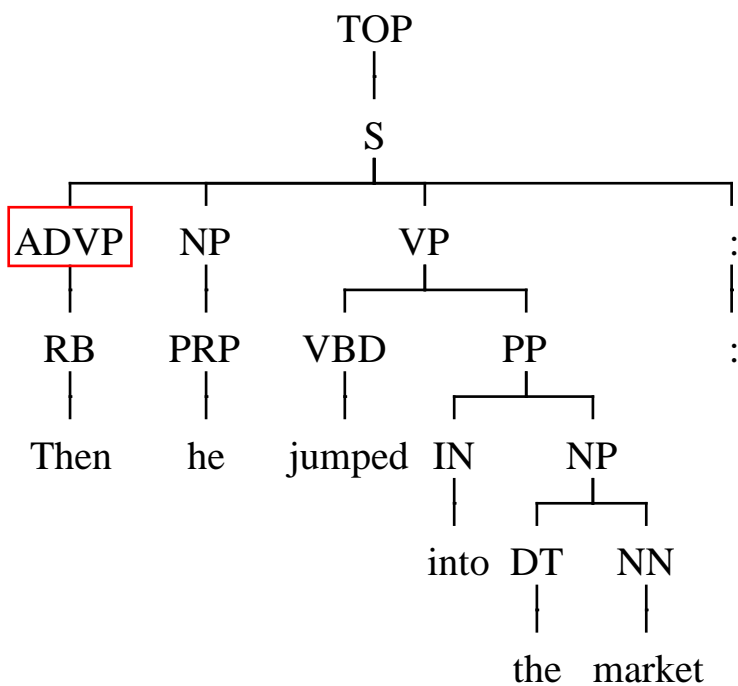 TOP
S
ADVP NP VP :
RB PRP VBD PP :
Then he jumped IN NP
into DT NN
the market